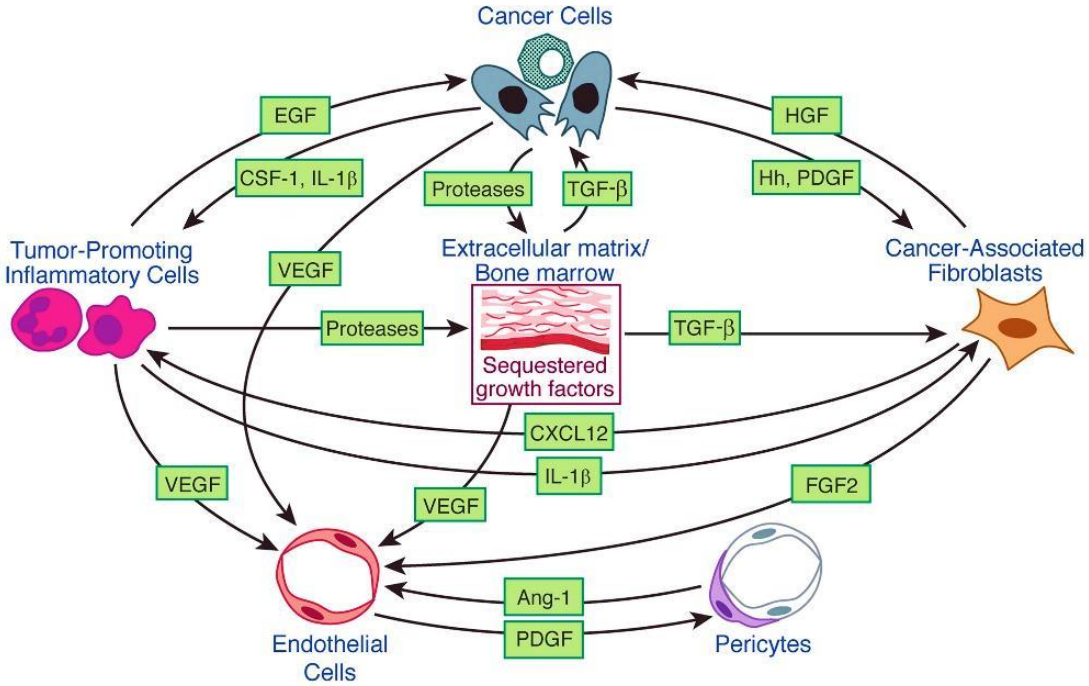 Cancer Cells
EGF
HGF
CSF-1, IL-1β
Proteases
TGF-β
Hh, PDGF
Tumor-Promoting
Inflammatory Cells
VEGF
Extracellular matrix/
Bone marrow
Cancer-Associated
Fibroblasts
Proteases
TGF-β
Sequestered
growth factors
CXCL12
IL-1β
VEGF
VEGF
FGF2
Ang-1
PDGF
Endothelial
Cells
Pericytes